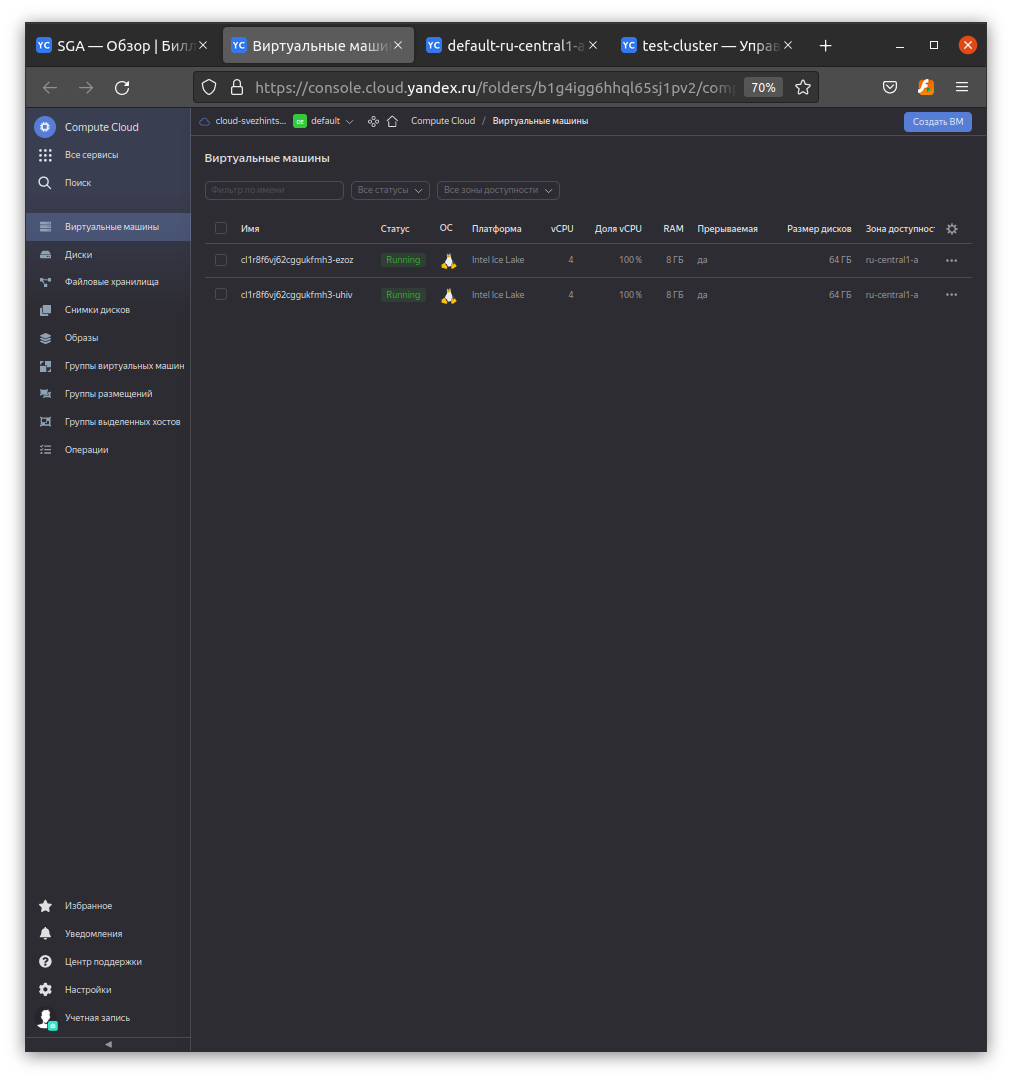 YC SGA — Обзор | Билл
YC Виртуальные маши
YC default-ru-central1-a
YC test-cluster — Управ
https://console.cloud.yandex.ru/folders/b1g4igg6hhql65sj1pv2/com 70%
Compute Cloud
Все сервисы
Поиск
Виртуальные машины
Диски
Файловые хранилища
Снимки дисков
Образы
Группы виртуальных машин
Группы размещений
Группы выделенных хостов
Операции
Избранное
Уведомления
Центр поддержки
Настройки
Учетная запись
cloud-svezhints... DE default Compute Cloud / Виртуальные машины Создать ВМ
Виртуальные машины
Фильтр по имени Все статусы Все зоны доступности
Имя Статус ОС Платформа vCPU Доля vCPU RAM Прерываемая Размер дисков Зона доступнос
cl1r8f6vj62cggukfmh3-ezoz Running Intel Ice Lake 4 100 % 8 ГБ да 64 ГБ ru-central1-a
cl1r8f6vj62cggukfmh3-uhiv Running Intel Ice Lake 4 100 % 8 ГБ да 64 ГБ ru-central1-a